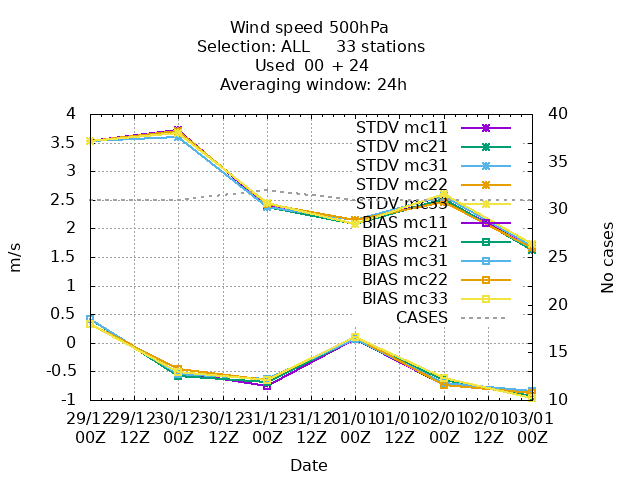 Wind speed 500hPa
Selection: ALL 33 stations
Used 00 + 24
Averaging window: 24h
4
3.5
3
2.5
2
1.5
1
0.5
0
-0.5
-1
m/s
40
35
30
25
20
15
10
No cases
STDV mc11
STDV mc21
STDV mc31
STDV mc22
STDV mc33
BIAS mc11
BIAS mc21
BIAS mc31
BIAS mc22
BIAS mc33
CASES
29/12 29/12 30/12 30/12 31/12 31/12 01/01 01/01 02/01 02/01 03/01
00Z 12Z 00Z 12Z 00Z 12Z 00Z 12Z 00Z 12Z 00Z
Date